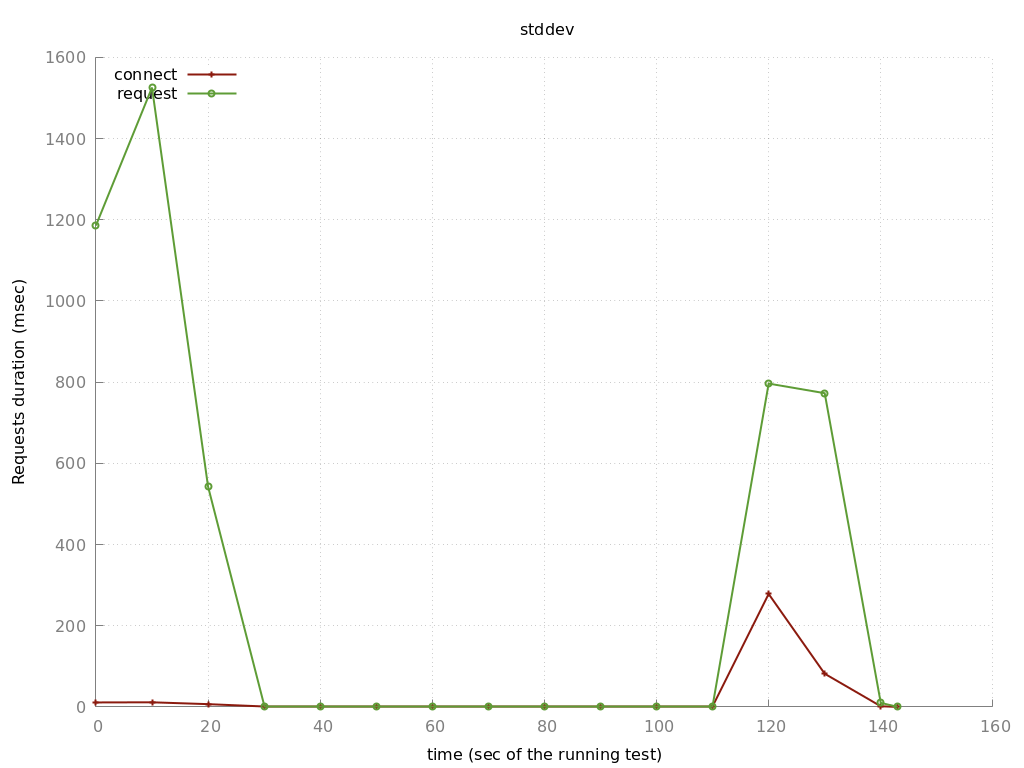 stddev
connect
request
1600
1400
1200
1000
800
600
400
200
0
Requests duration (msec)
0 20 40 60 80 100 120 140 160
time (sec of the running test)